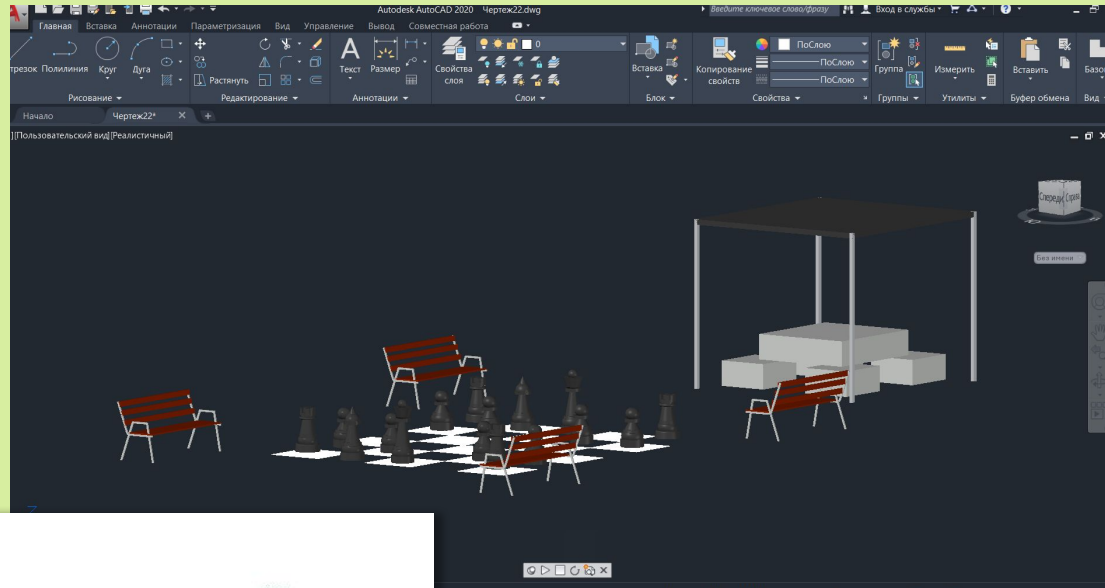 Autodesk AutoCAD 2020 Чертеж22.dwg
Введите ключевое слово/фразу
Вход в службы
Главная Вставка Аннотации Параметризация Вид Управление Вывод Совместная работа
0
ПоСлою
трезок Полилиния Круг Дуга
Растянуть
Текст Размер
Свойства слоя
Вставка
Копирование свойств
ПоСлою
ПоСлою
Группа
Измерить
Вставить
Базо
Рисование Редактирование Аннотации Слои Блок Свойства Группы Утилиты Буфер обмена Вид
Начало Чертеж22* +
][Пользовательский вид][Реалистичный]
Спереди Справа
Ю
Без имени